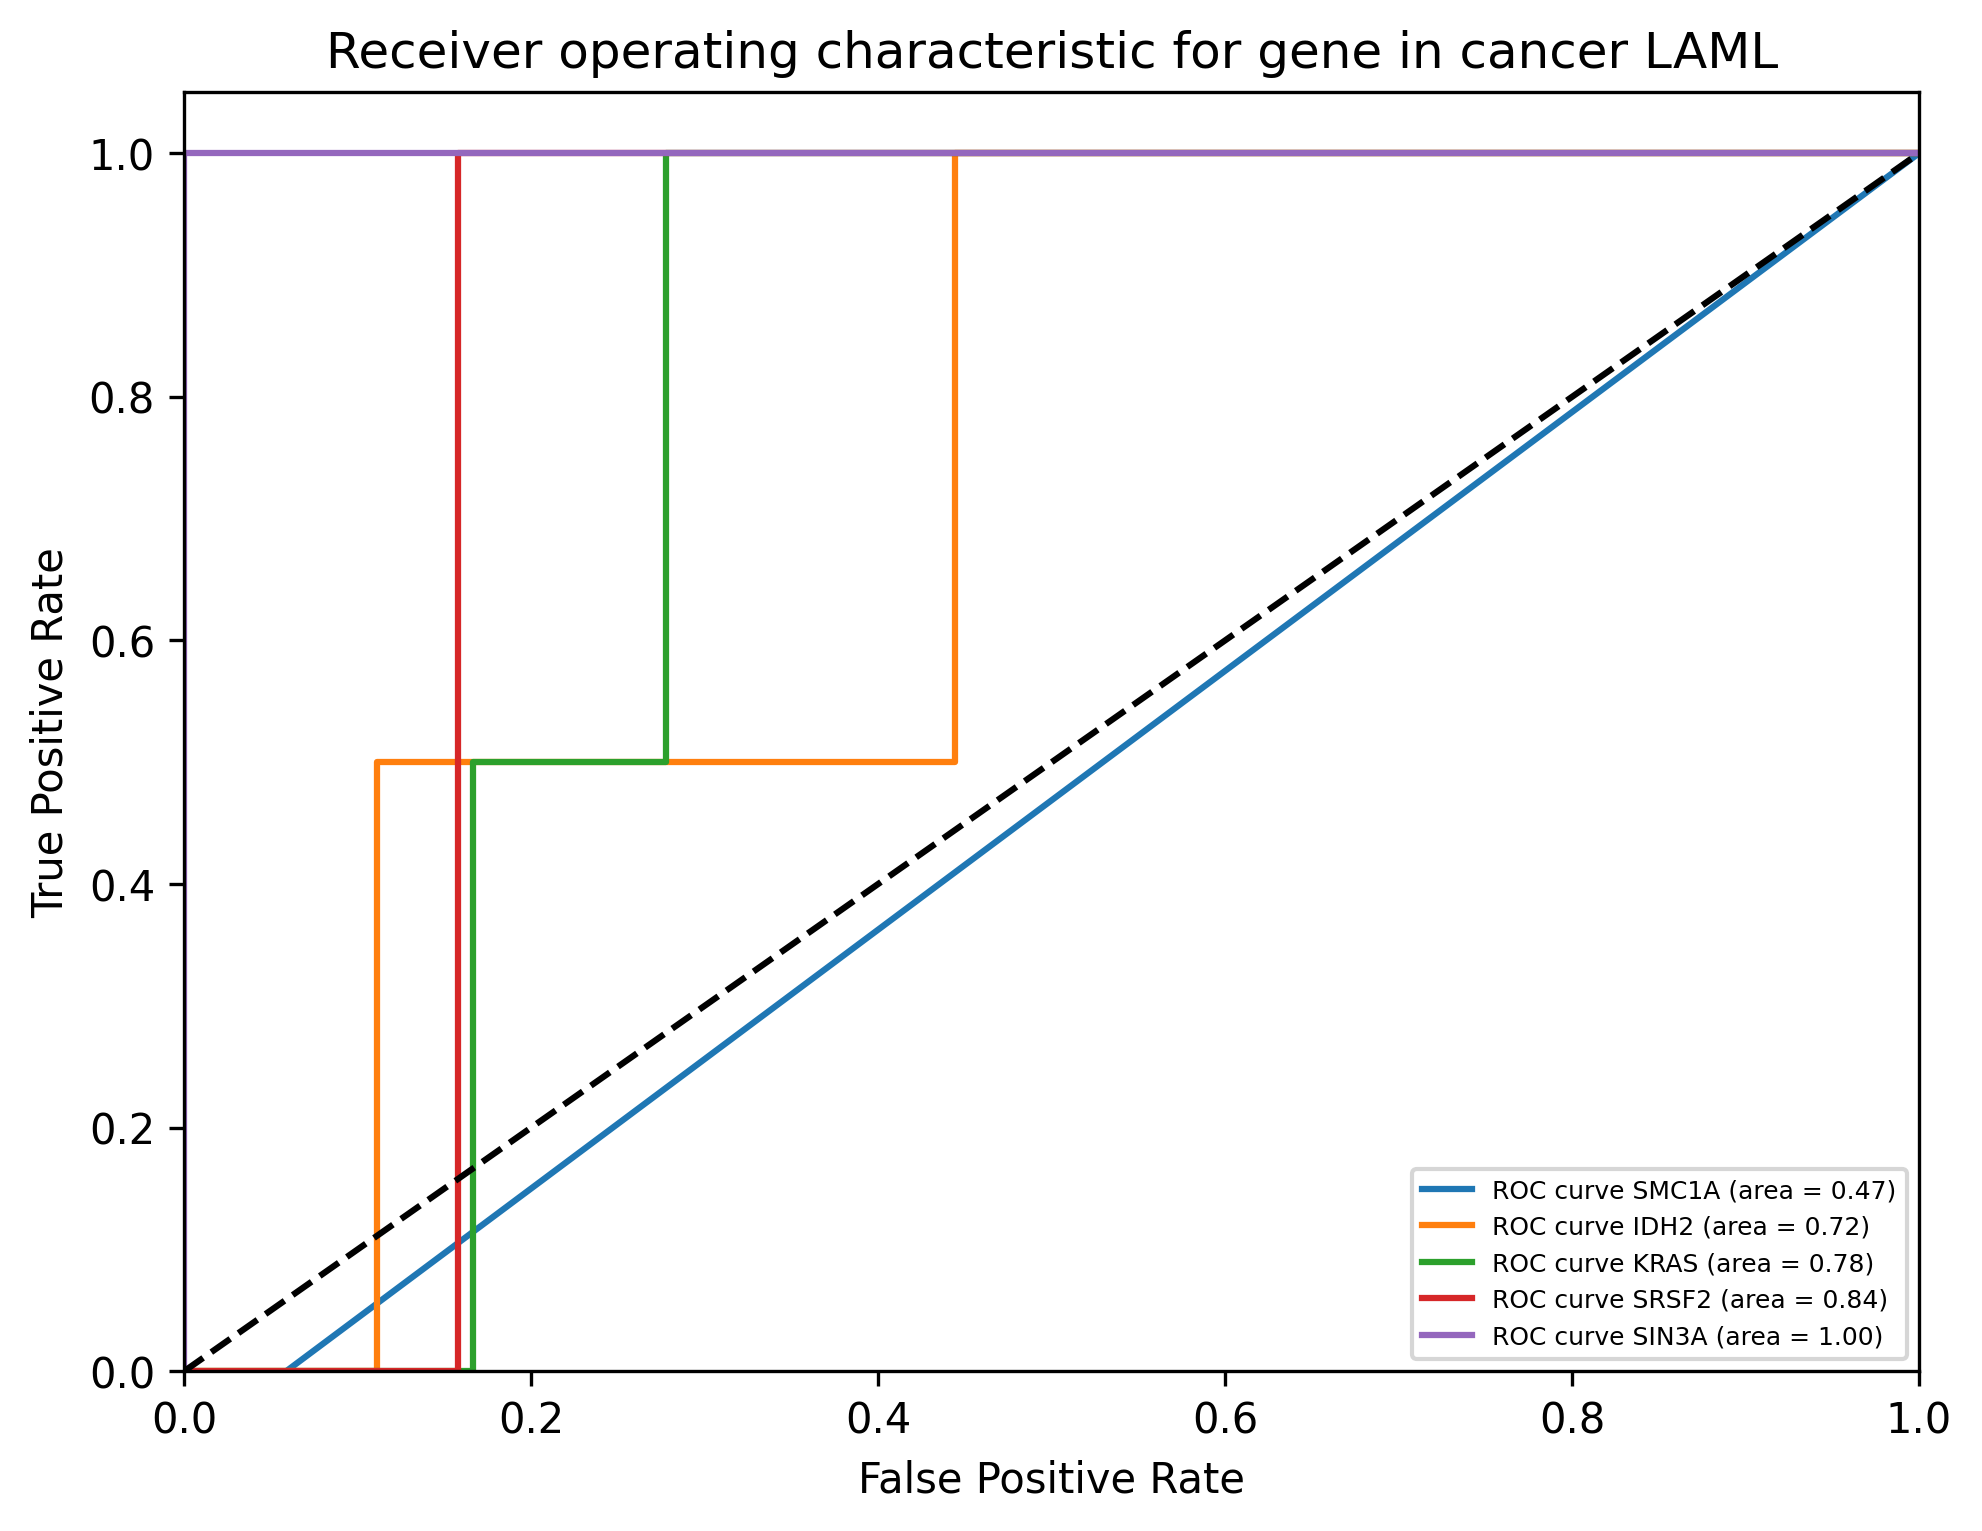 Receiver operating characteristic for gene in cancer LAML
True Positive Rate
1.0
0.8
0.6
0.4
0.2
0.0
0.0 0.2 0.4 0.6 0.8 1.0
False Positive Rate
ROC curve SMC1A (area = 0.47)
ROC curve IDH2 (area = 0.72)
ROC curve KRAS (area = 0.78)
ROC curve SRSF2 (area = 0.84)
ROC curve SIN3A (area = 1.00)